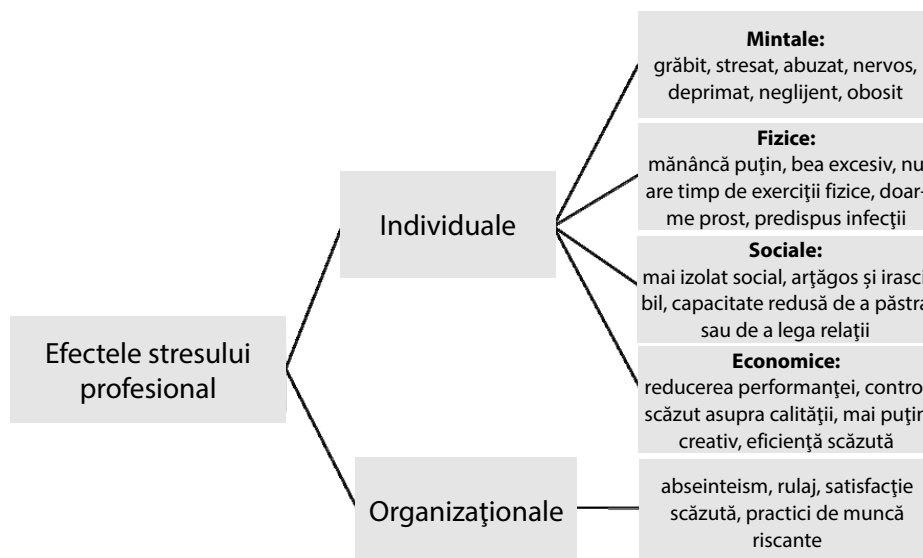 Efectele stresului
profesional
Individuale
Mintale:
grăbit, stresat, abuzat, nervos,
deprimat, neglijent, obosit
Fizice:
mănâncă puţin, bea excesiv, nu
are timp de exerciţii fizice, doar-
me prost, predispus infecţii
Sociale:
mai izolat social, arţăgos și irasci
bil, capacitate redusă de a păstra
sau de a lega relaţii
Economice:
reducerea performanţei, contro
scăzut asupra calităţii, mai puţin
creativ, eficienţă scăzută
Organizaţionale
abseinteism, rulaj, satisfacţie
scăzută, practici de muncă
riscante